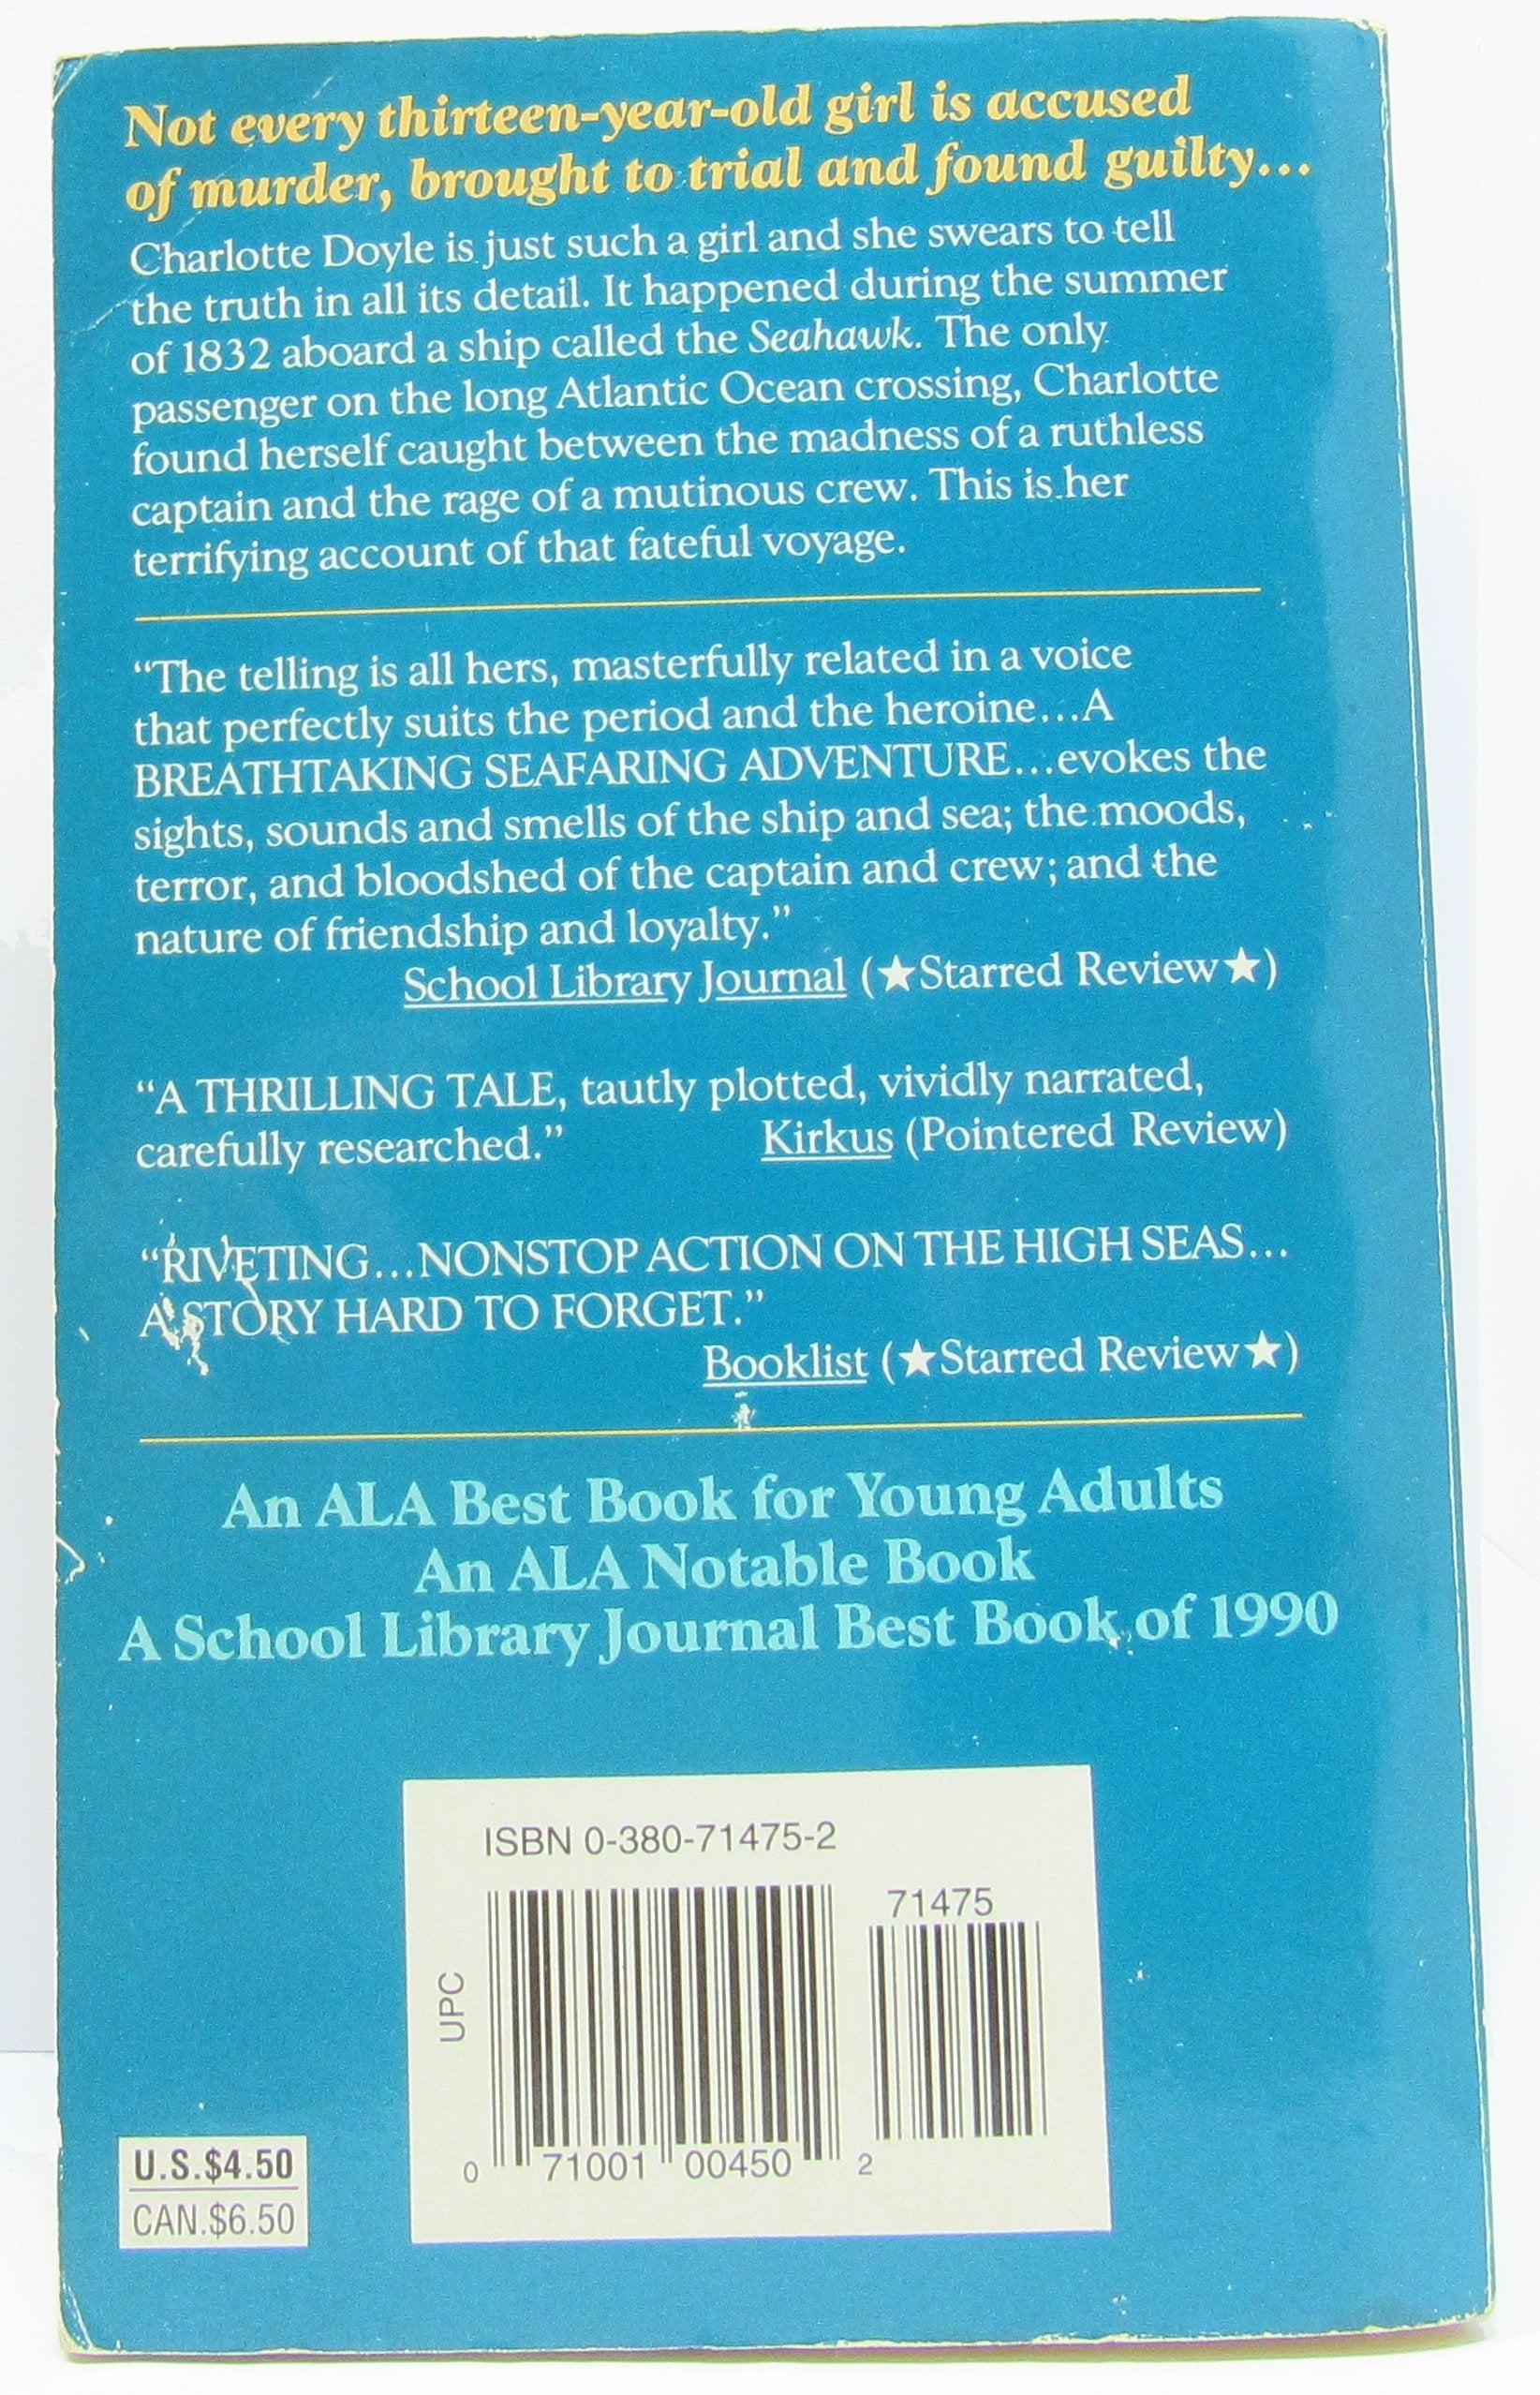 Not every thirteen-year-old girl is accused
of murder, brought to trial and found guilty...
Charlotte Doyle is just such a girl and she swears to tell
the truth in all its detail. It happened during the summer
of 1832 aboard a ship called the Seahawk. The only
passenger on the long Atlantic Ocean crossing, Charlotte
found herself caught between the madness of a ruthless
captain and the rage of a mutinous crew. This is her
terrifying account of that fateful voyage.
“The telling is all hers, masterfully related in a voice
that perfectly suits the period and the heroine...A
BREATHTAKING SEAFARING ADVENTURE...evokes the
sights, sounds and smells of the ship and sea; the moods,
terror, and bloodshed of the captain and crew; and the
nature of friendship and loyalty.”
School Library Journal (★Starred Review★)
“A THRILLING TALE, tautly plotted, vividly narrated,
carefully researched.” Kirkus (Pointered Review)
“RIVETING...NONSTOP ACTION ON THE HIGH SEAS...
A STORY HARD TO FORGET.”
Booklist (★Starred Review★)
An ALA Best Book for Young Adults
An ALA Notable Book
A School Library Journal Best Book of 1990
ISBN 0-380-71475-2
71475
UPC
0 71001 00450 2
U.S.$4.50
CAN.$6.50